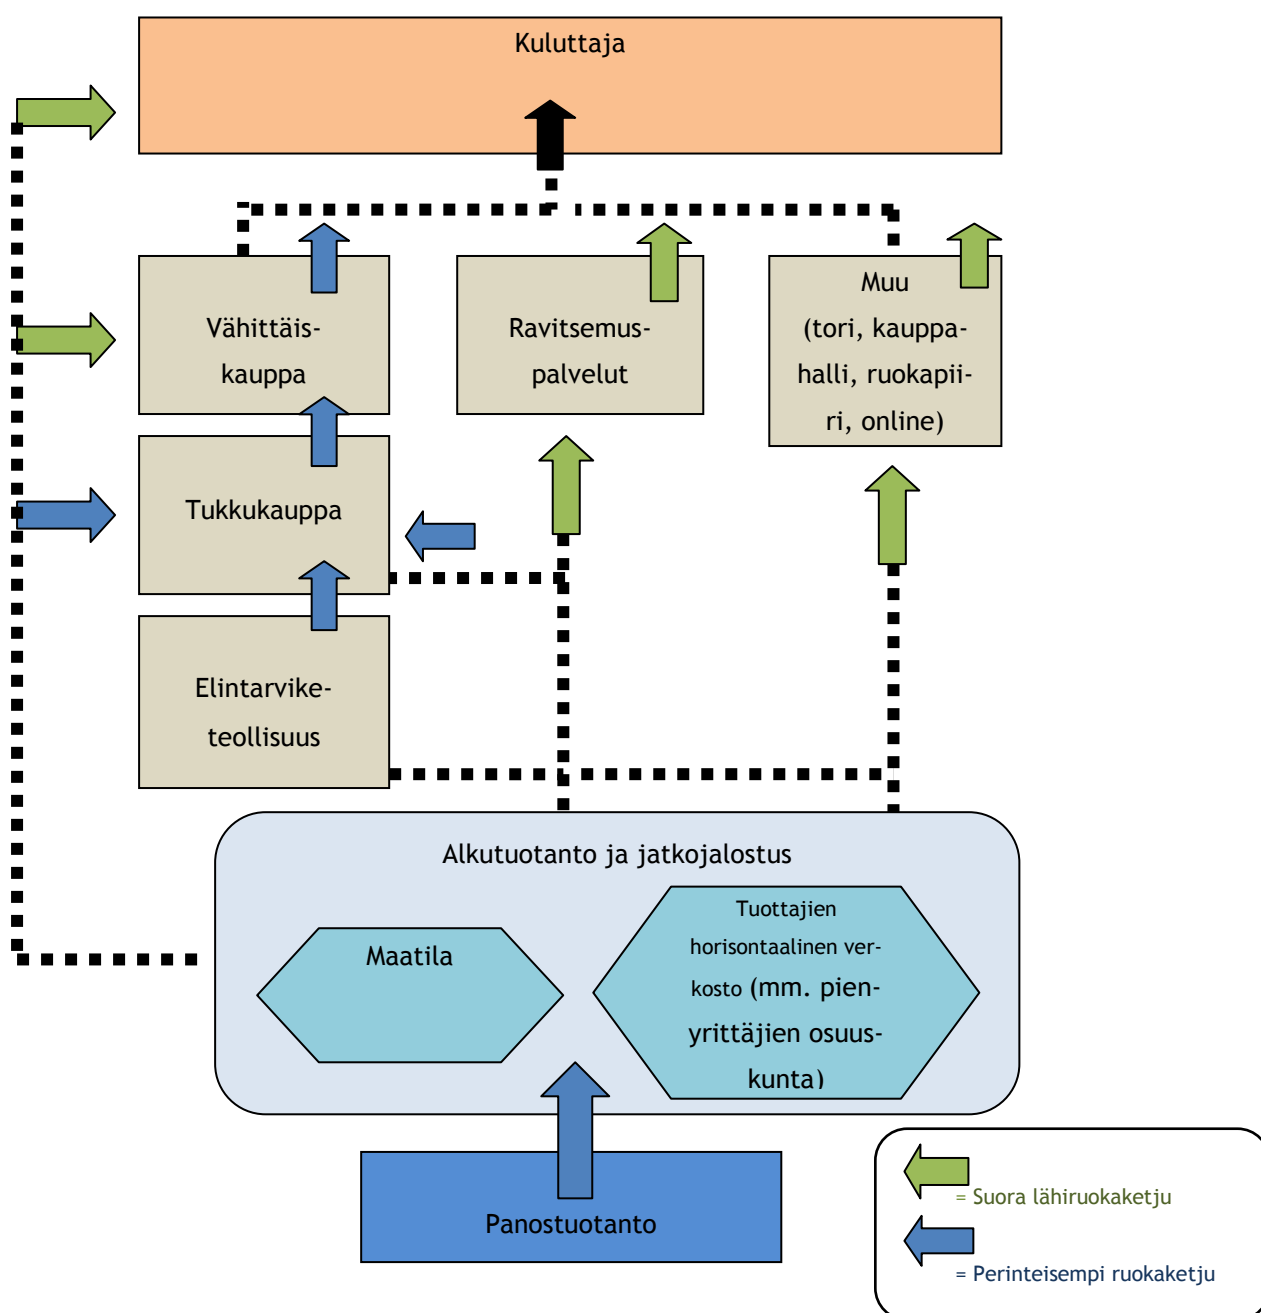 Kuluttaja
Vähittäis-
kauppa
Ravitsemus-
palvelut
Muu
(tori, kauppa-
halli, ruokapii-
ri, online)
Tukkukauppa
Elintarvike-
teollisuus
Alkutuotanto ja jatkojalostus
Maatila
Tuottajien
horisontaalinen ver-
kosto (mm. pien-
yrittäjien osuus-
kunta)
Panostuotanto
= Suora lähiruokaketju
= Perinteisempi ruokaketju